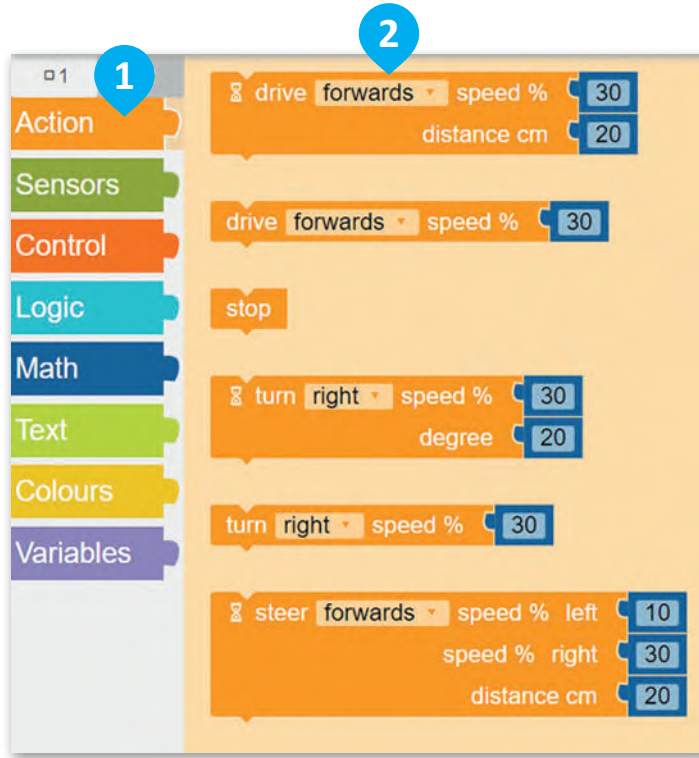 1
1
2
Action
Sensors
Control
Logic
Math
Text
Colours
Variables
drive forwards speed % 30
distance cm 20
drive forwards speed % 30
stop
turn right speed % 30
degree 20
turn right speed % 30
steer forwards speed % left 10
speed % right 30
distance cm 20